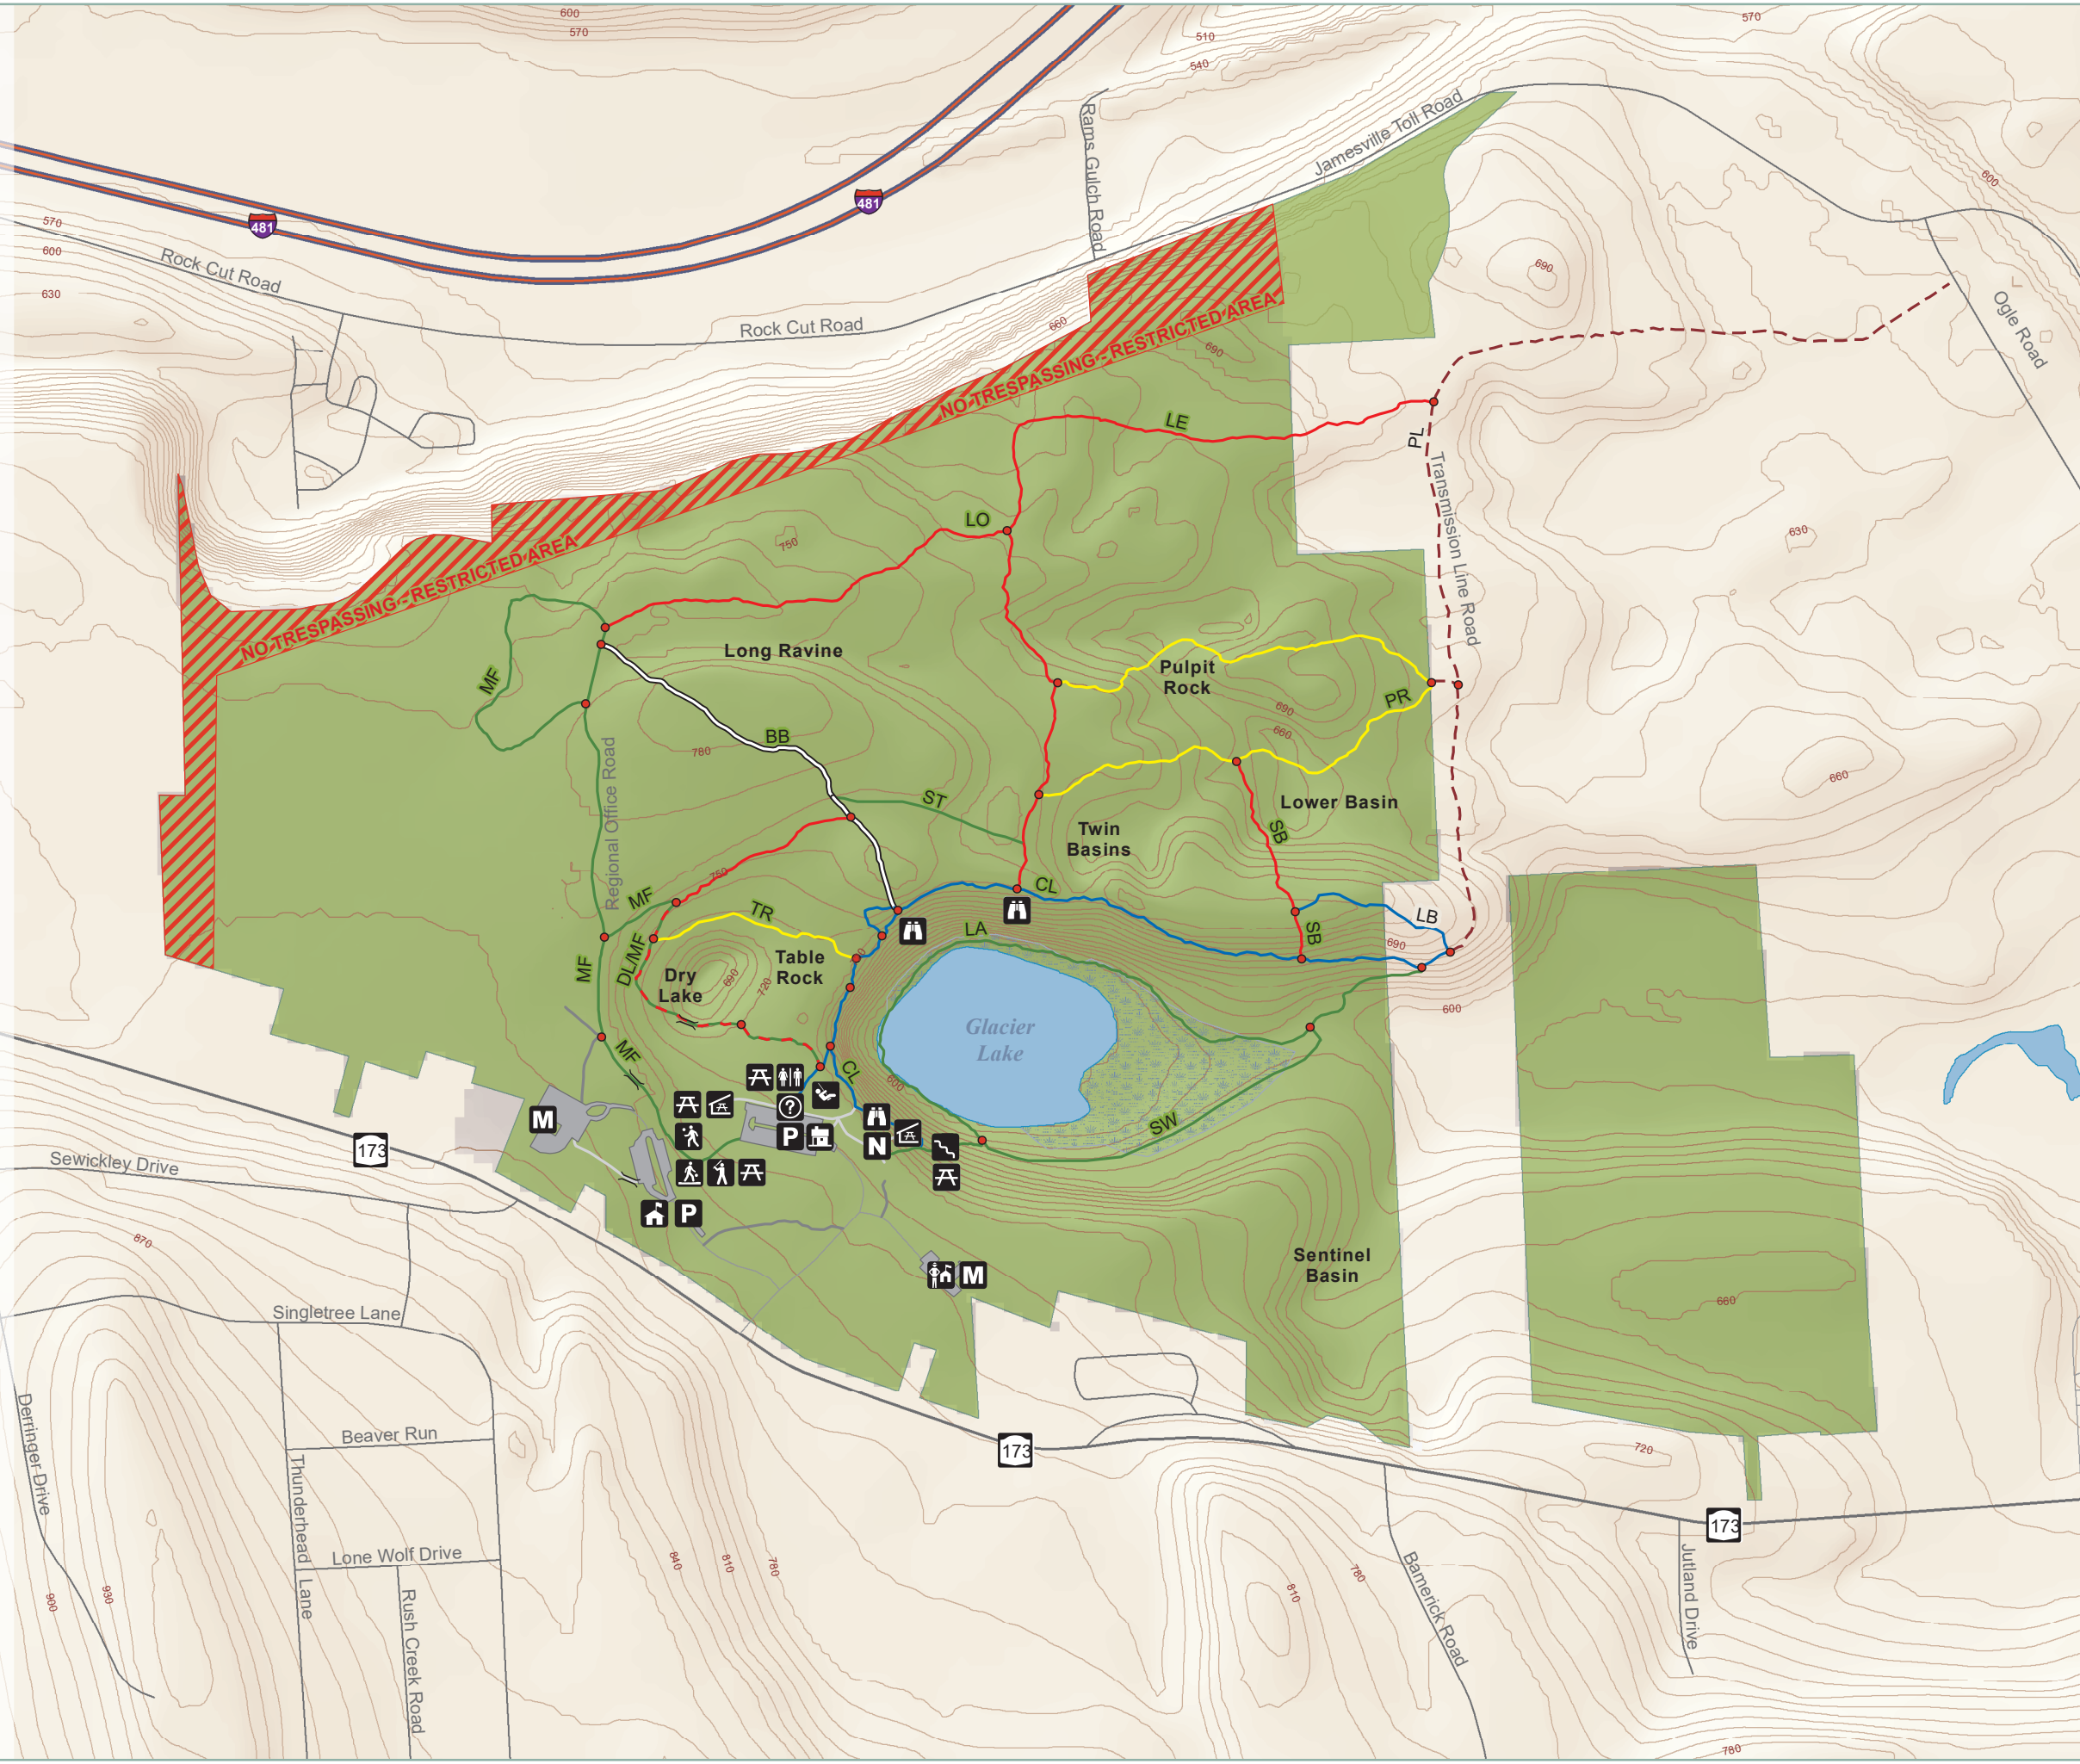 600
570
570
510
540
Rams Gulch Road
Jamesville Toll Road
600
481
481
570
600
630
Rock Cut Road
Rock Cut Road
690
Ogle Road
660
NO TRESPASSING - RESTRICTED AREA
690
LE
PL
Transmission Line Road
LO
750
630
NO TRESPASSING - RESTRICTED AREA
Long Ravine
Pulpit
Rock
MF
PR
690
660
BB
780
Regional Office Road
ST
660
Lower Basin
Twin
Basins
SB
750
MF
CL
TR
LA
LB
SB
690
DL/MF
MF
Table
Rock
Dry
Lake
690
720
600
Glacier
Lake
MF
CL
600
?
P
N
M
SW
173
Sewickley Drive
P
870
Sentinel
Basin
M
660
Singletree Lane
Derringer Drive
Beaver Run
Thunderhead Lane
173
720
173
Lone Wolf Drive
Rush Creek Road
900
930
840
810
780
810
780
Bamerick Road
Jutland Drive
780